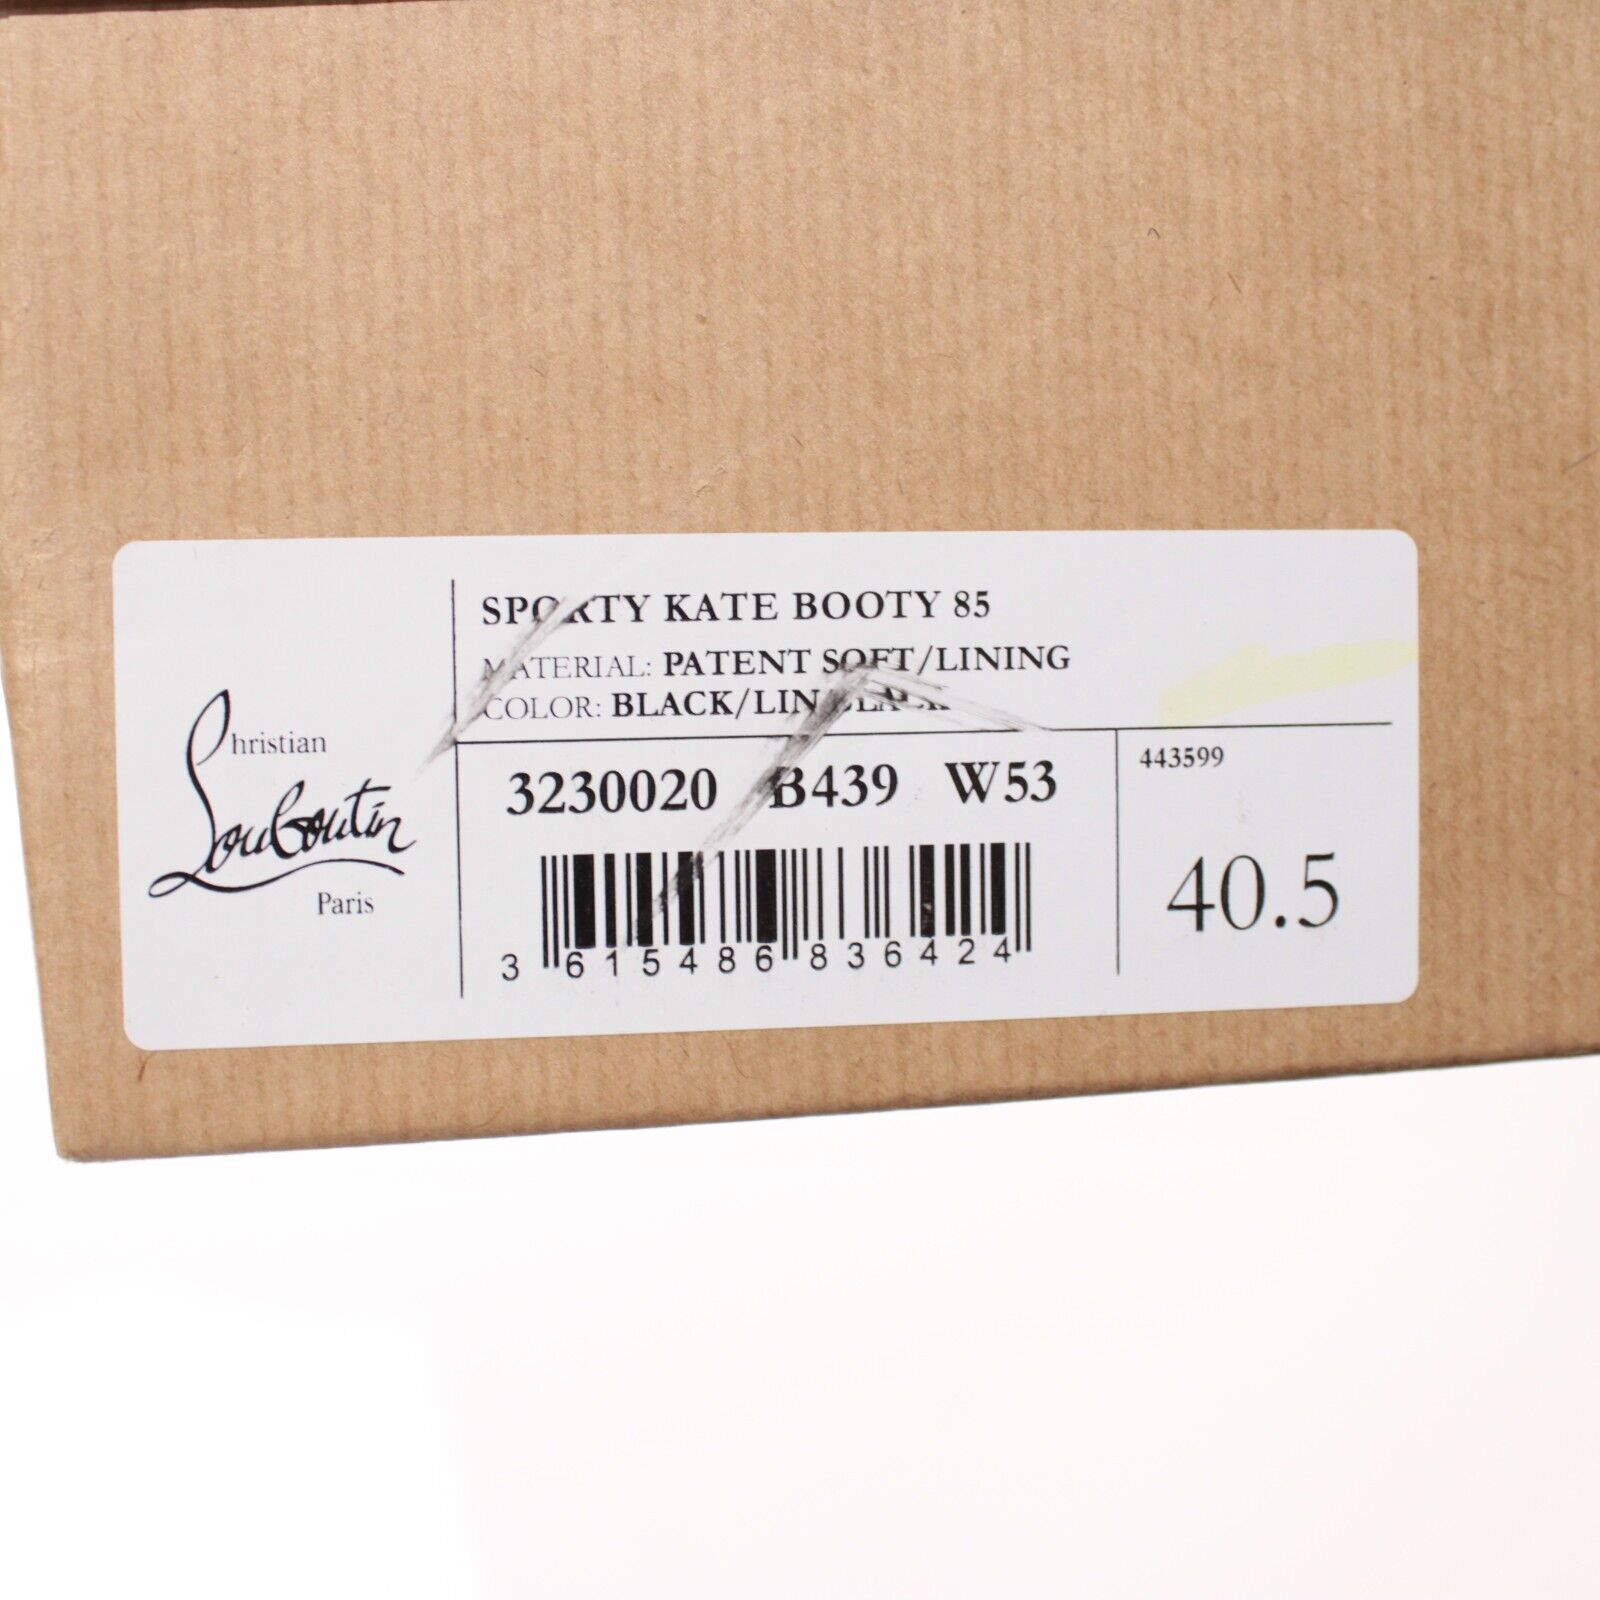 Christian
Louboutin
Paris
SPORTY KATE BOOTY 85
MATERIAL: PATENT SOFT/LINING
COLOR: BLACK/LIN BLACK
3230020 B439 W53
3 615486 836424
443599
40.5